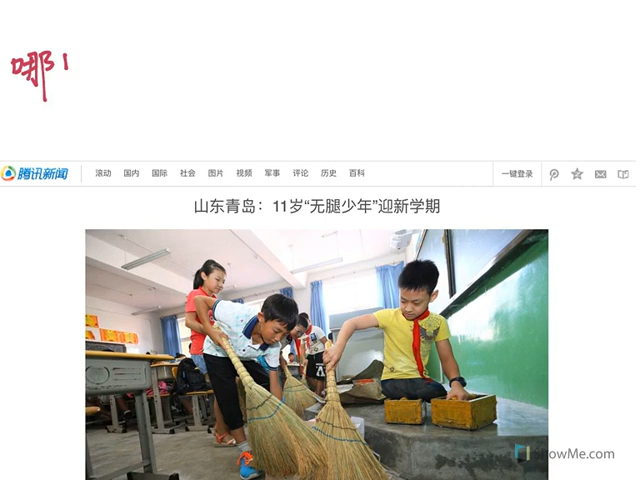 哪
腾讯新闻 滚动 国内 国际 社会 图片 视频 军事 评论 历史 百科 一键登录
山东青岛：11岁“无腿少年”迎新学期
ShowMe.com